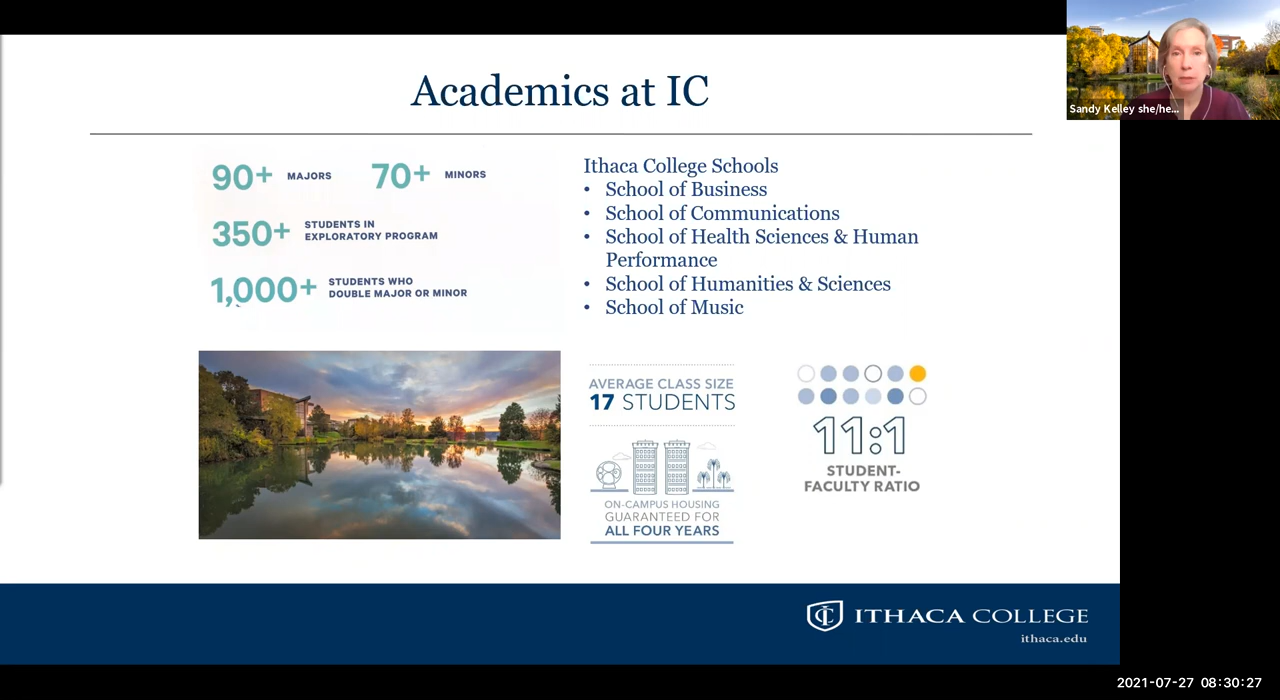 Academics at IC
90+ MAJORS
70+ MINORS
350+ STUDENTS IN
EXPLORATORY PROGRAM
1,000+ STUDENTS WHO
DOUBLE MAJOR OR MINOR
Ithaca College Schools
• School of Business
• School of Communications
• School of Health Sciences & Human
Performance
• School of Humanities & Sciences
• School of Music
AVERAGE CLASS SIZE
17 STUDENTS
ON-CAMPUS HOUSING
GUARANTEED FOR
ALL FOUR YEARS
11:1
STUDENT-
FACULTY RATIO
IC ITHACA COLLEGE
ithaca.edu
Sandy Kelley she/he...
2021-07-27 08:30:27